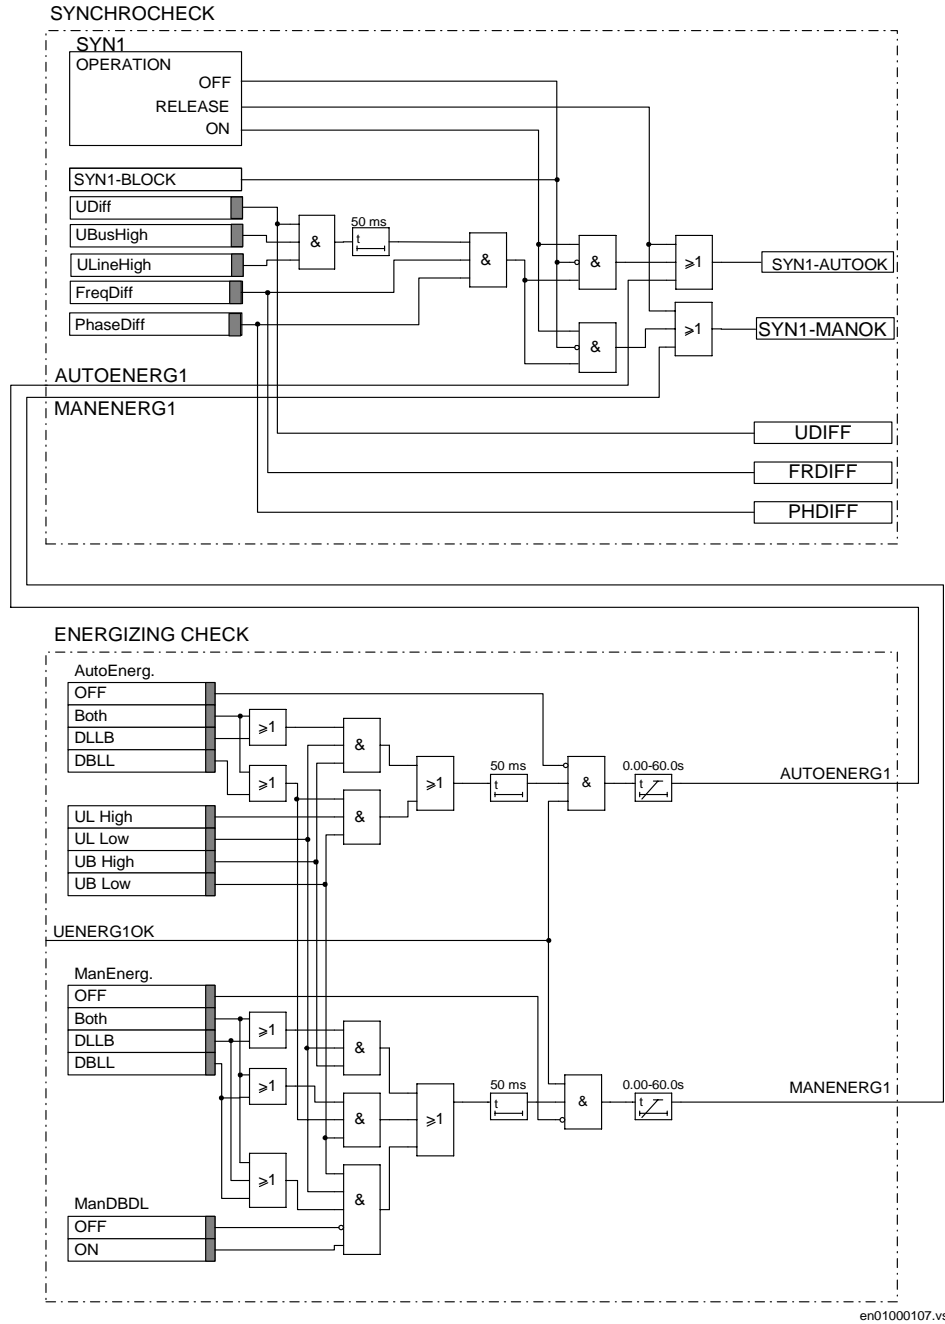 SYNCHROCHECK
SYN1
OPERATION
OFF
RELEASE
ON
SYN1-BLOCK
UDiff
UBusHigh
ULineHigh
FreqDiff
PhaseDiff
50 ms
t
&
&
&
&
≥1
≥1
SYN1-AUTOOK
SYN1-MANOK
AUTOENERG1
MANENERG1
UDIFF
FRDIFF
PHDIFF
ENERGIZING CHECK
AutoEnerg.
OFF
Both
DLLB
DBLL
≥1
≥1
&
&
≥1
50 ms
t
&
0.00-60.0s
t
AUTOENERG1
UL High
UL Low
UB High
UB Low
UENERG1OK
ManEnerg.
OFF
Both
DLLB
DBLL
≥1
≥1
≥1
&
&
&
≥1
50 ms
t
&
0.00-60.0s
t
MANENERG1
ManDBDL
OFF
ON
en01000107.vs